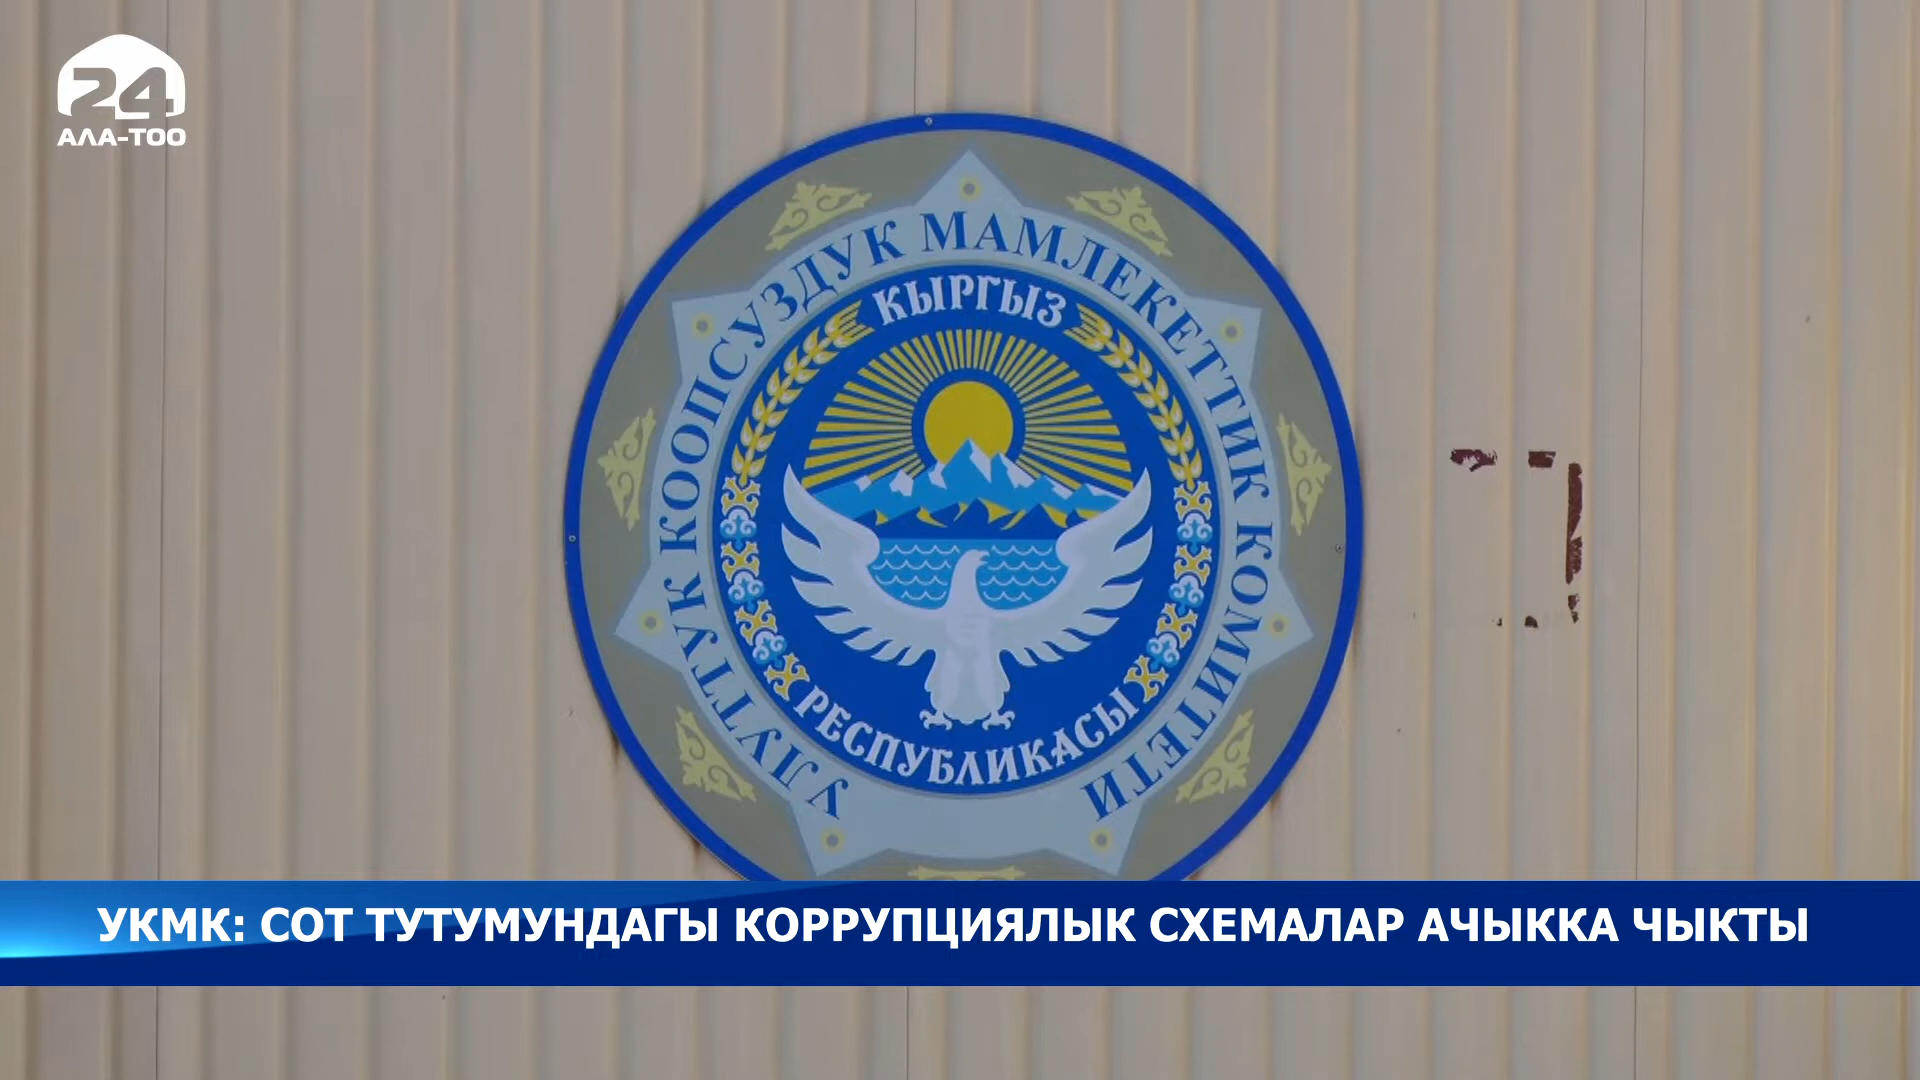 24
АЛА-ТОО
УЛУТТУК КООПСУЗДУК МАМЛЕКЕТТИК КОМИТЕТИ
КЫРГЫЗ
РЕСПУБЛИКАСЫ
УКМК: СОТ ТУТУМУНДАГЫ КОРРУПЦИЯЛЫК СХЕМАЛАР АЧЫККА ЧЫКТЫ